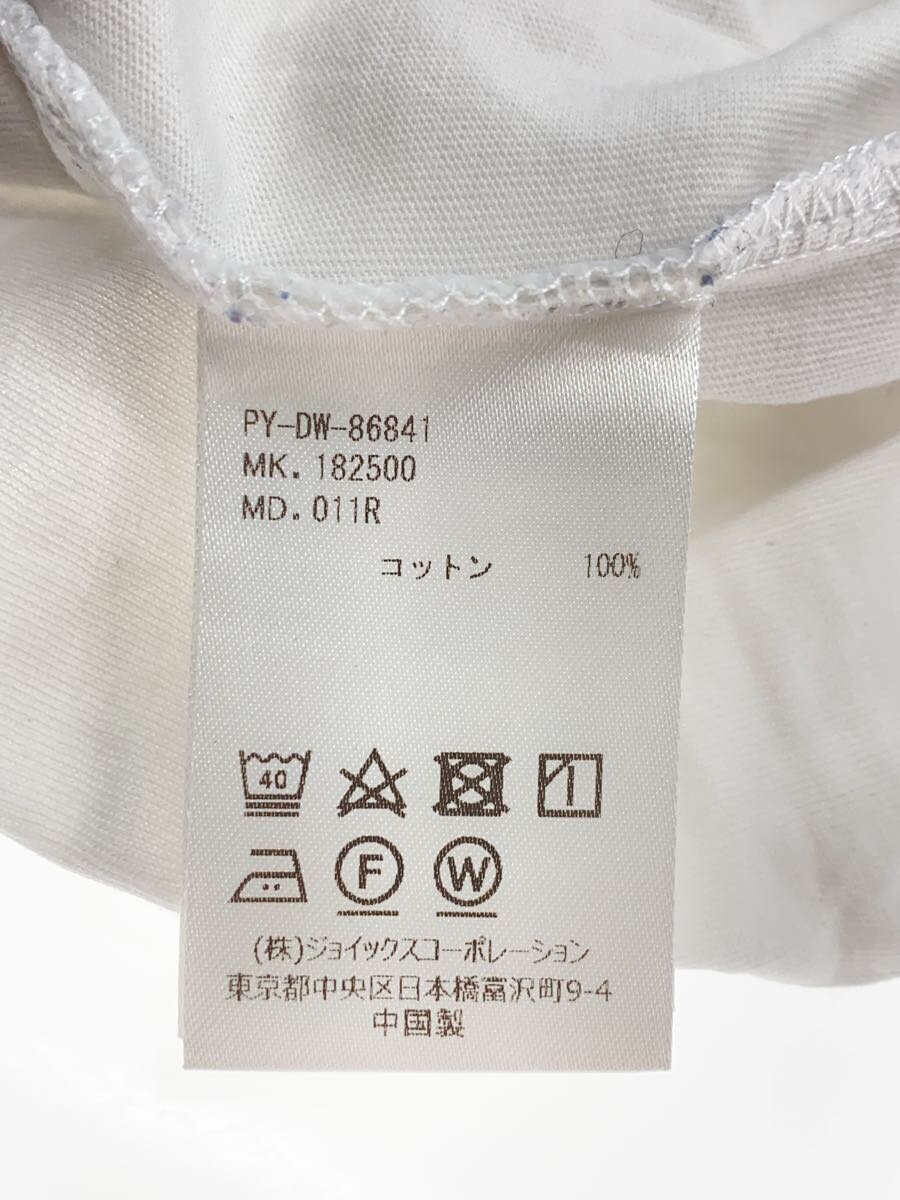 PY-DW-86841
MK. 182500
MD. 011R
コットン 100%
40
F W
(株)ジョイックスコーポレーション
東京都中央区日本橋富沢町9-4
中国製